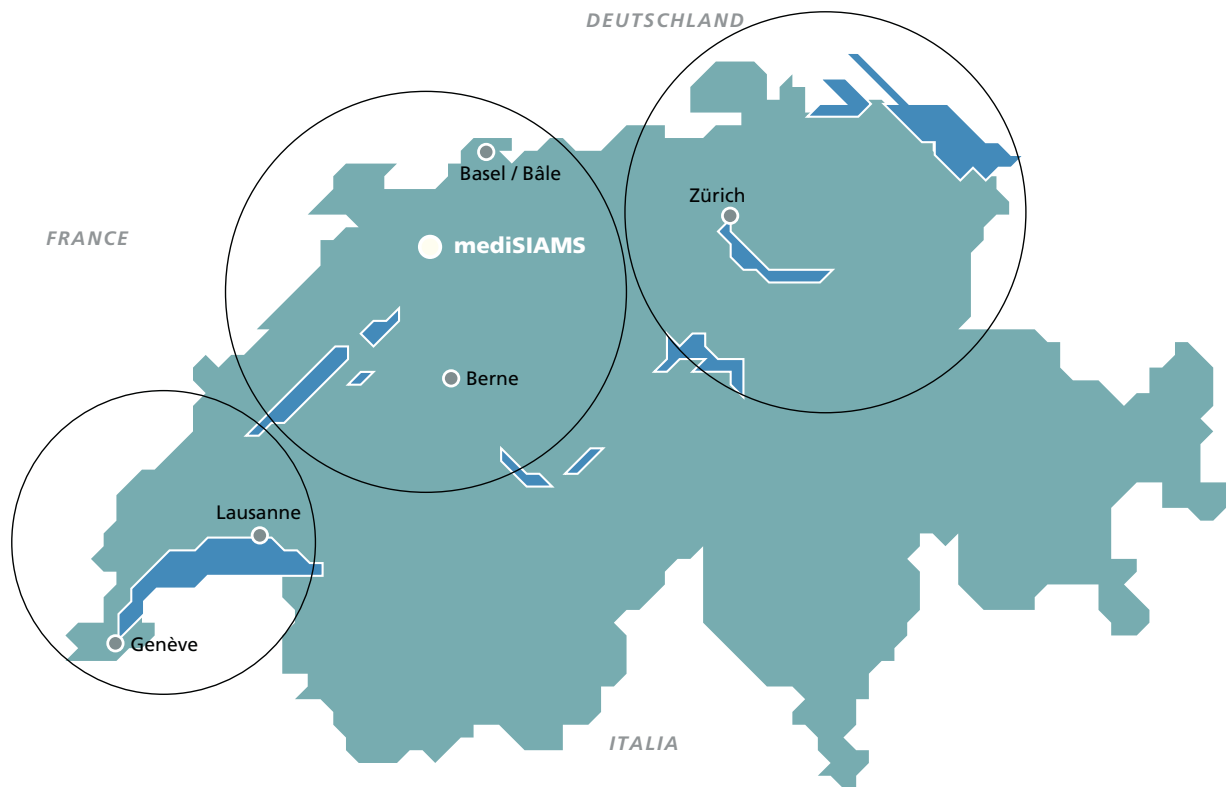 DEUTSCHLAND
Basel / Bâle
Zürich
FRANCE
mediSIAMS
Berne
Lausanne
Genève
ITALIA